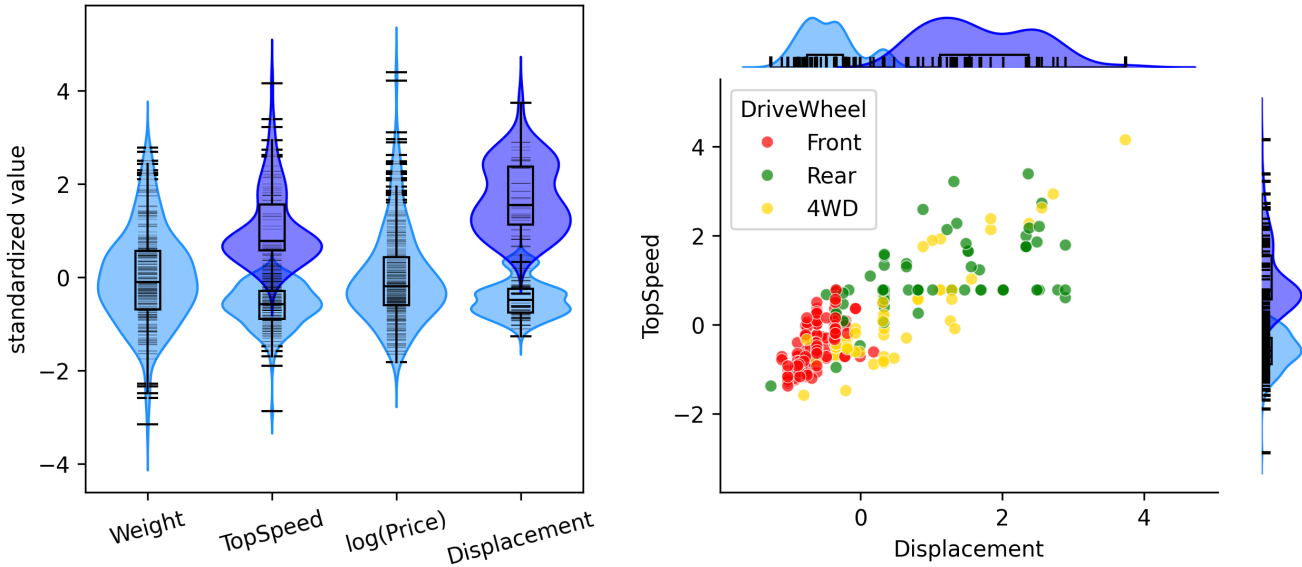 standardized value
4
2
0
−2
−4
Weight
TopSpeed
log(Price)
Displacement
DriveWheel
Front
Rear
4WD
TopSpeed
4
2
0
−2
0
2
4
Displacement